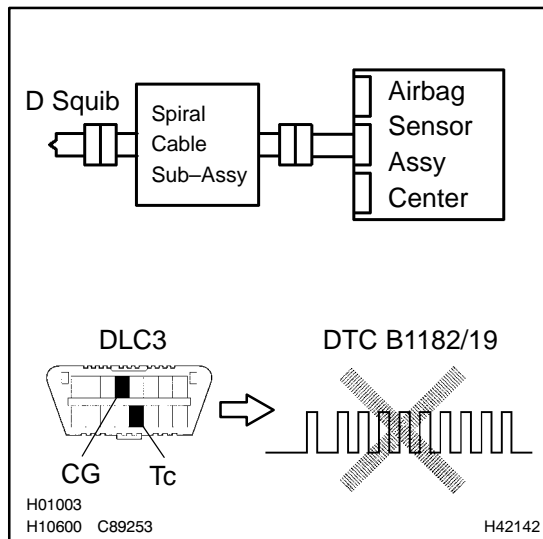 D Squib
Spiral
Cable
Sub–Assy
Airbag
Sensor
Assy
Center
DLC3
DTC B1182/19
CG
Tc
H01003
H10600 C89253
H42142